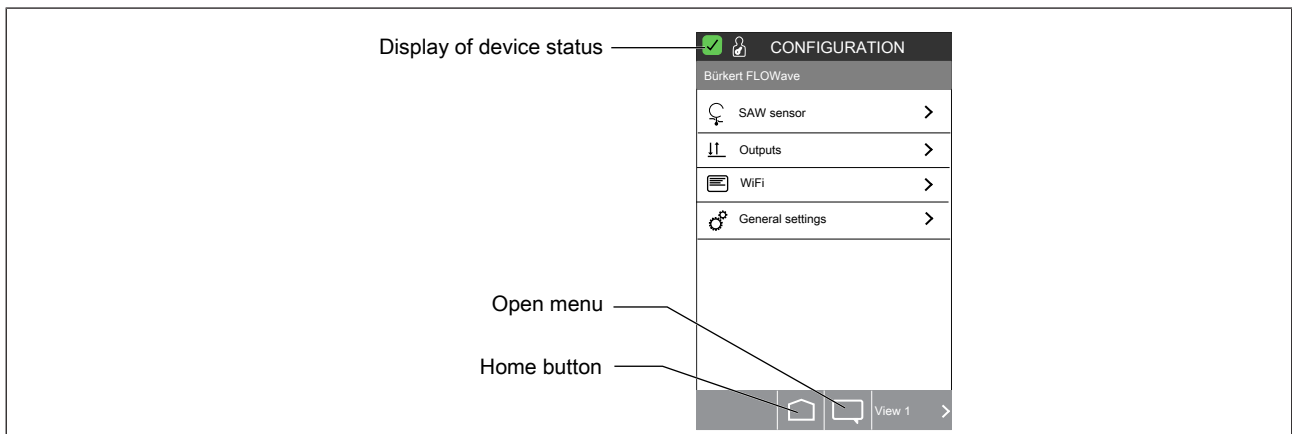 Display of device status
CONFIGURATION
Bürkert FLOWave
SAW sensor
Outputs
WiFi
General settings
Open menu
Home button
View 1